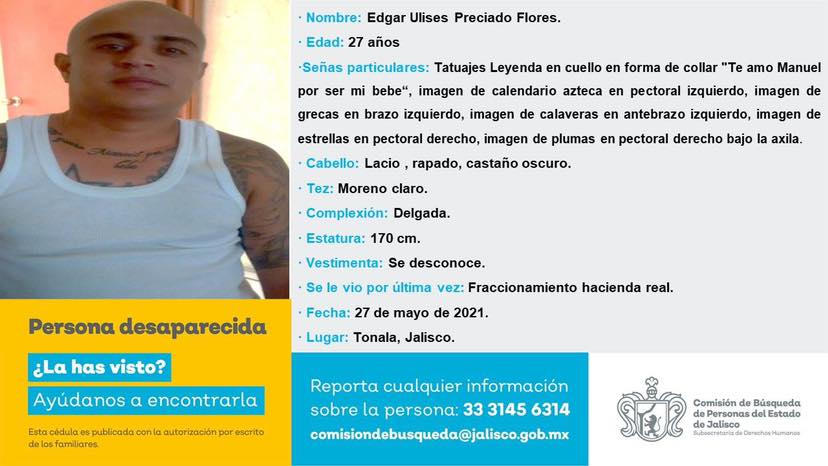 · Nombre: Edgar Ulises Preciado Flores.
· Edad: 27 años
·Señas particulares: Tatuajes Leyenda en cuello en forma de collar "Te amo Manuel
por ser mi bebe“, imagen de calendario azteca en pectoral izquierdo, imagen de
grecas en brazo izquierdo, imagen de calaveras en antebrazo izquierdo, imagen de
estrellas en pectoral derecho, imagen de plumas en pectoral derecho bajo la axila.
· Cabello: Lacio , rapado, castaño oscuro.
· Tez: Moreno claro.
· Complexión: Delgada.
· Estatura: 170 cm.
· Vestimenta: Se desconoce.
· Se le vio por última vez: Fraccionamiento hacienda real.
· Fecha: 27 de mayo de 2021.
· Lugar: Tonala, Jalisco.
Persona desaparecida
¿La has visto?
Ayúdanos a encontrarla
Esta cédula es publicada con la autorización por escrito
de los familiares.
Reporta cualquier información
sobre la persona: 33 3145 6314
comisiondebusqueda@jalisco.gob.mx
Comisión de Búsqueda
de Personas del Estado
de Jalisco
Subsecretaría de Derechos Humanos